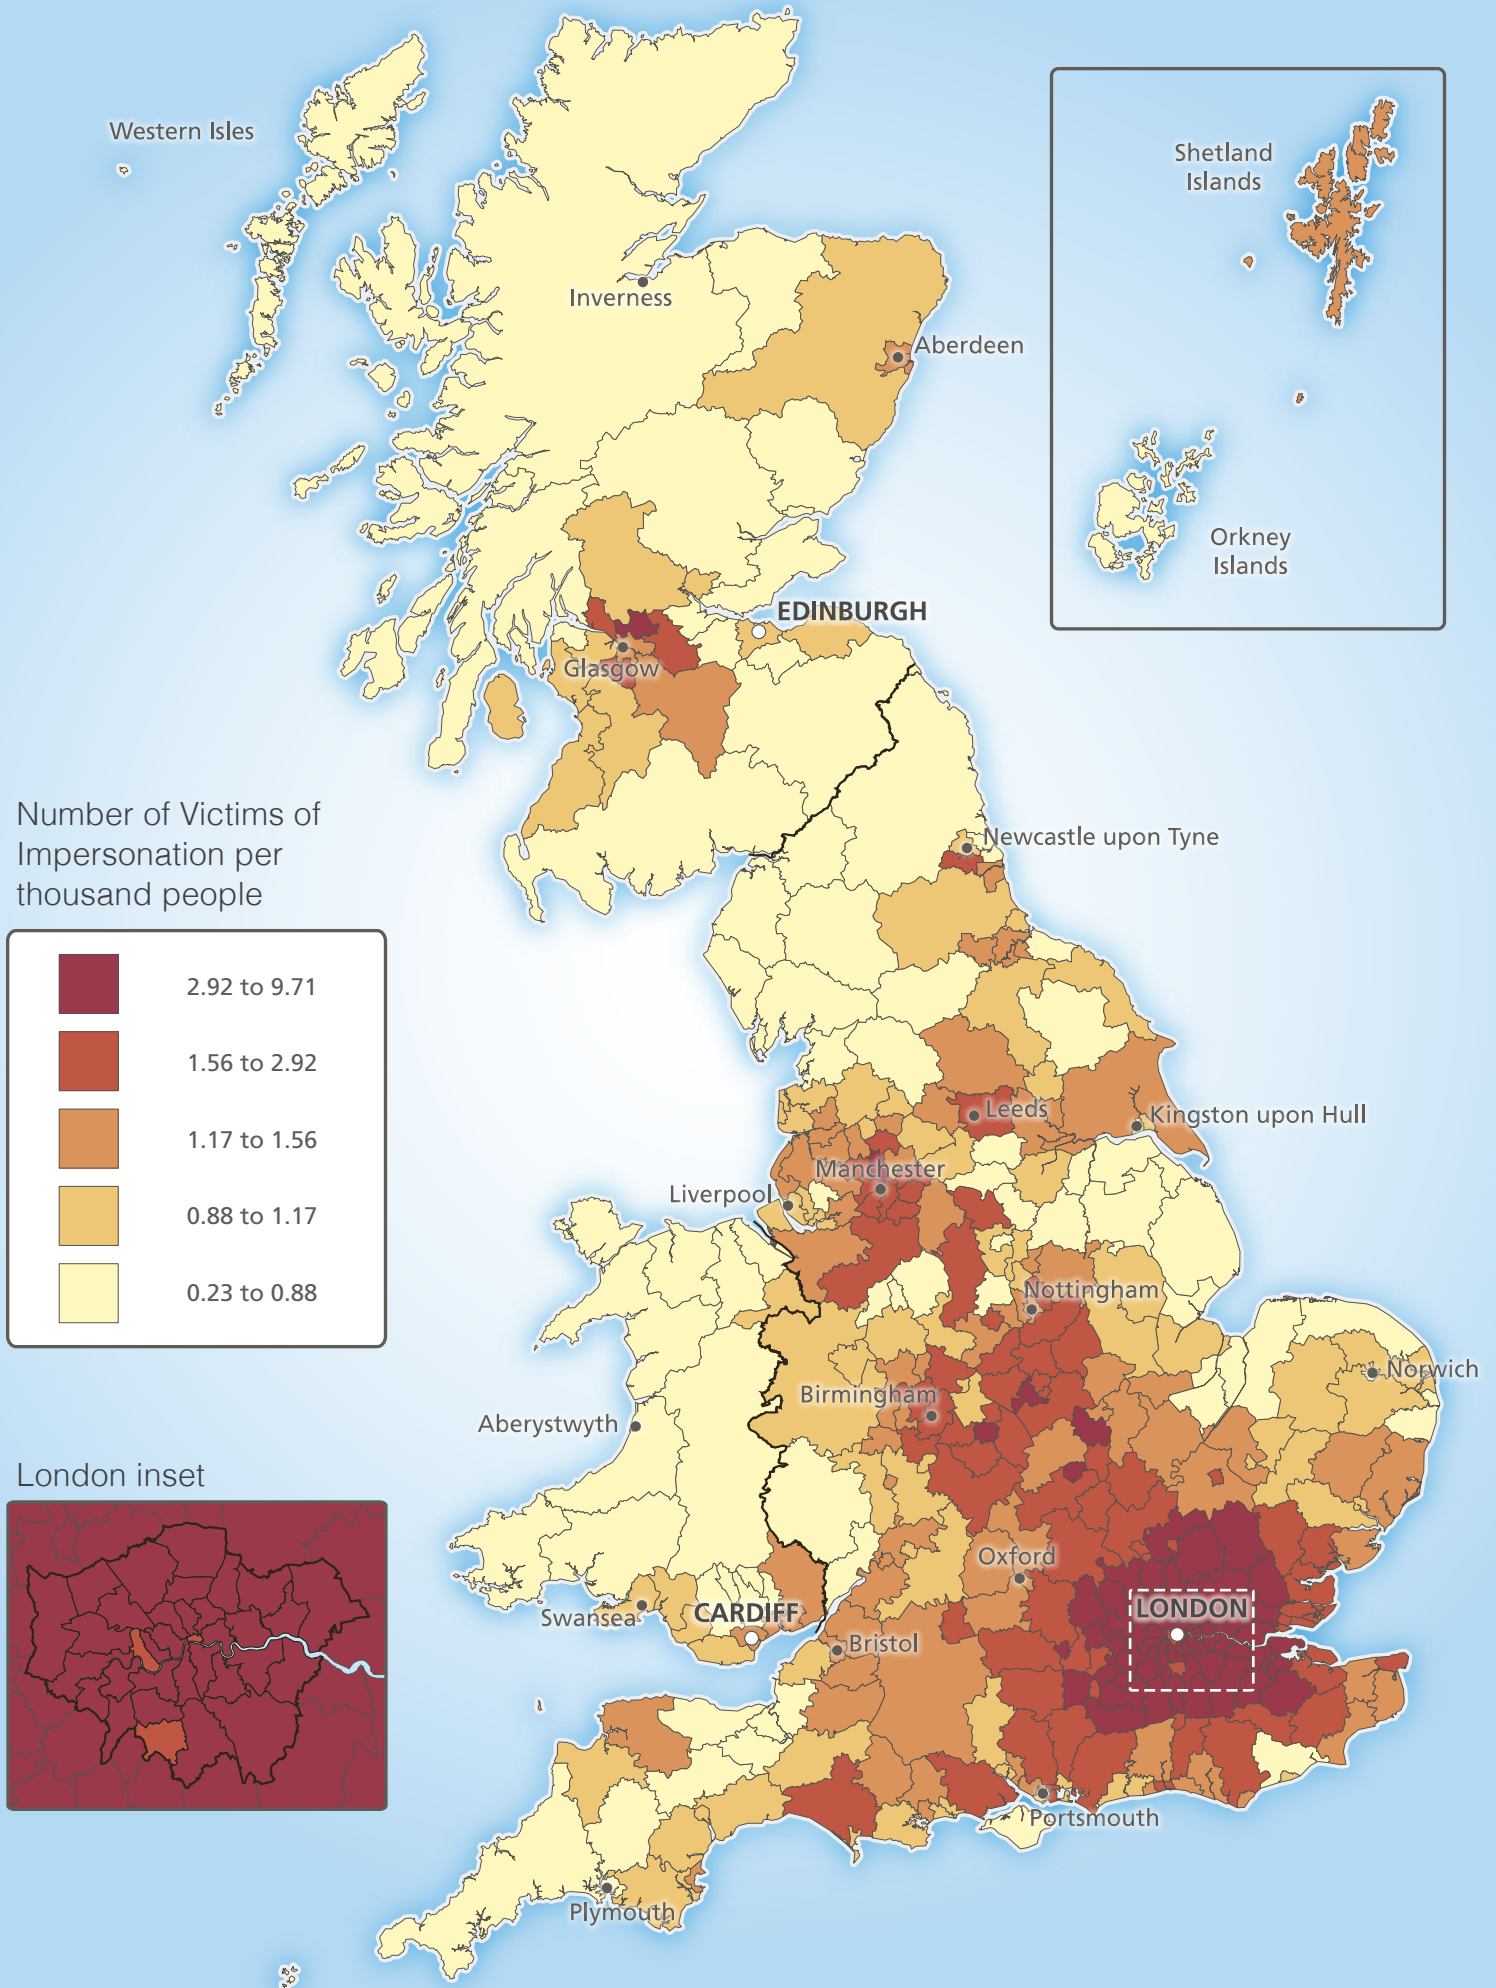 Western Isles
Shetland
Islands
Inverness
Aberdeen
Orkney
Islands
EDINBURGH
Glasgow
Number of Victims of
Impersonation per
thousand people
2.92 to 9.71
1.56 to 2.92
1.17 to 1.56
0.88 to 1.17
0.23 to 0.88
Newcastle upon Tyne
Leeds
Kingston upon Hull
Manchester
Liverpool
Nottingham
Norwich
Birmingham
Aberystwyth
London inset
Oxford
Swansea
CARDIFF
LONDON
Bristol
Portsmouth
Plymouth